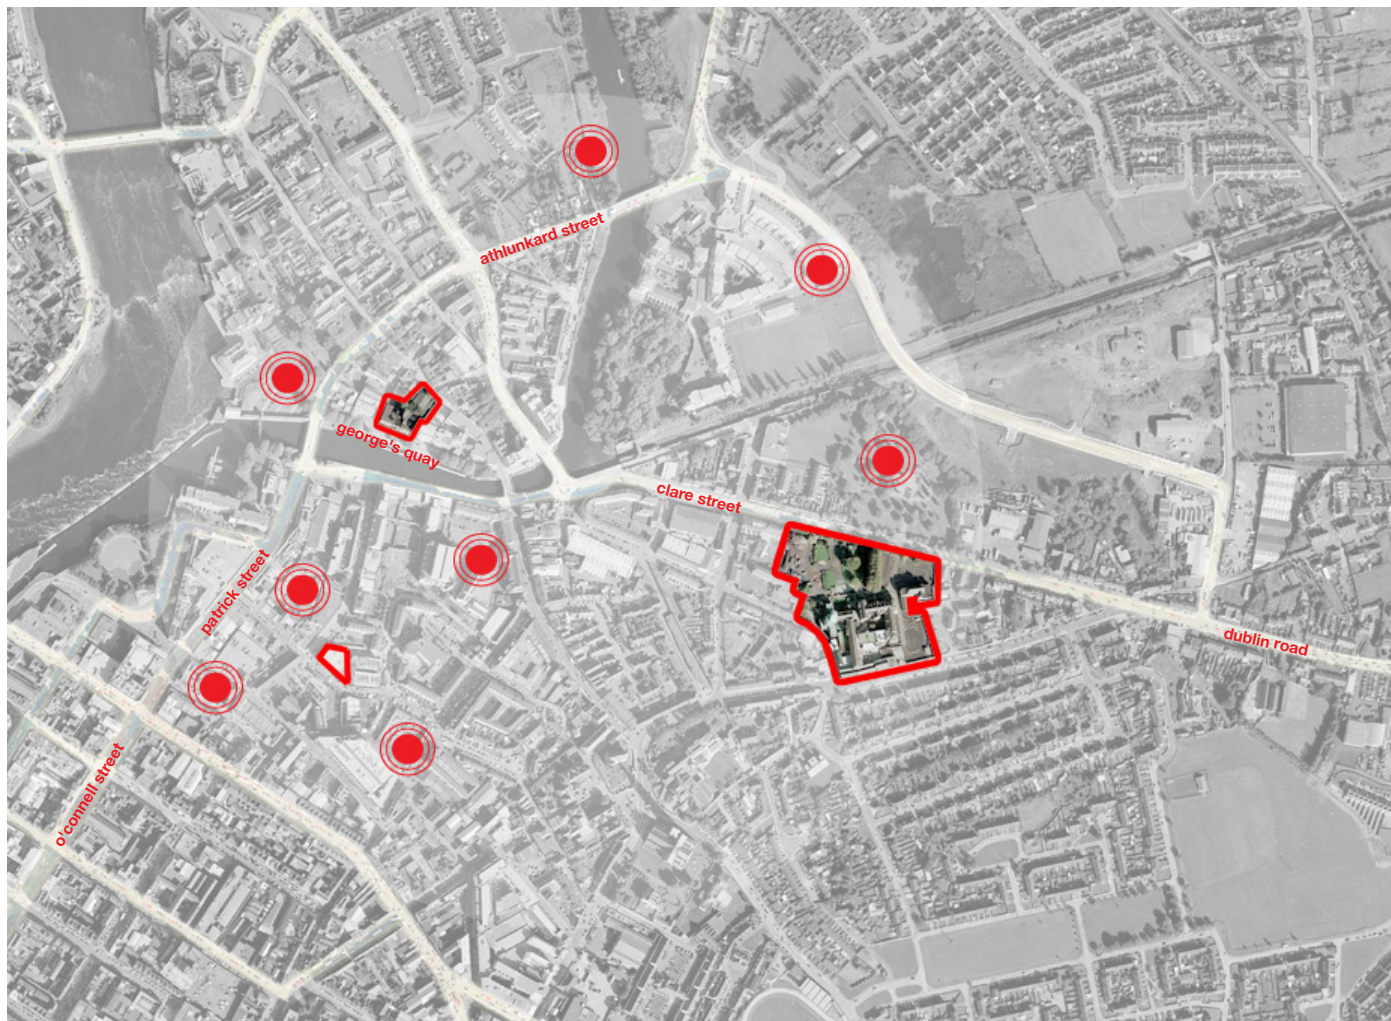 athlunkard street
george's quay
clare street
patrick street
dublin road
o'connell street